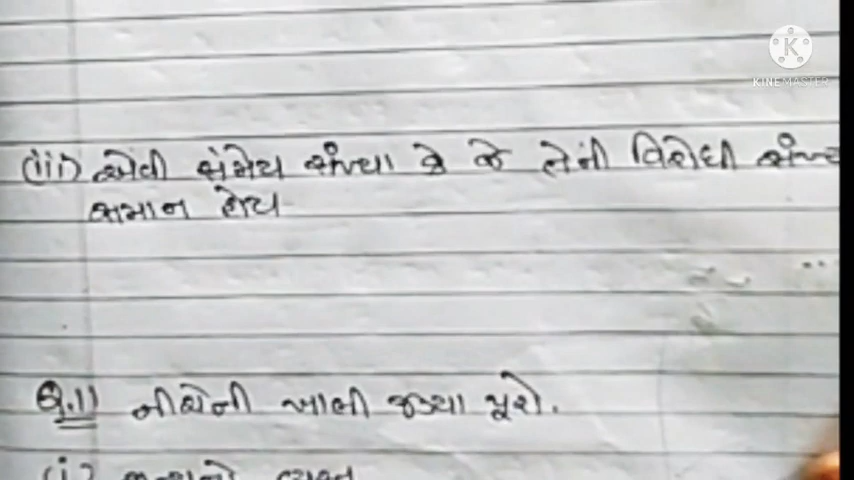 KINEMASTER
(iii) એવી સંમેય સંખ્યા કે જે તેની વિરોધી સંખ્ય
સમાન હોય
Q.11 નીચેની ખાલી જગ્યા પૂરો.
(i)